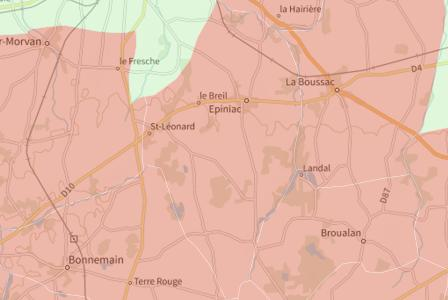 la Hairière
r-Morvan
le Fresche
D4
La Boussac
le Breil
Epiniac
St-Léonard
Landal
D10
D87
Broualan
Bonnemain
Terre Rouge